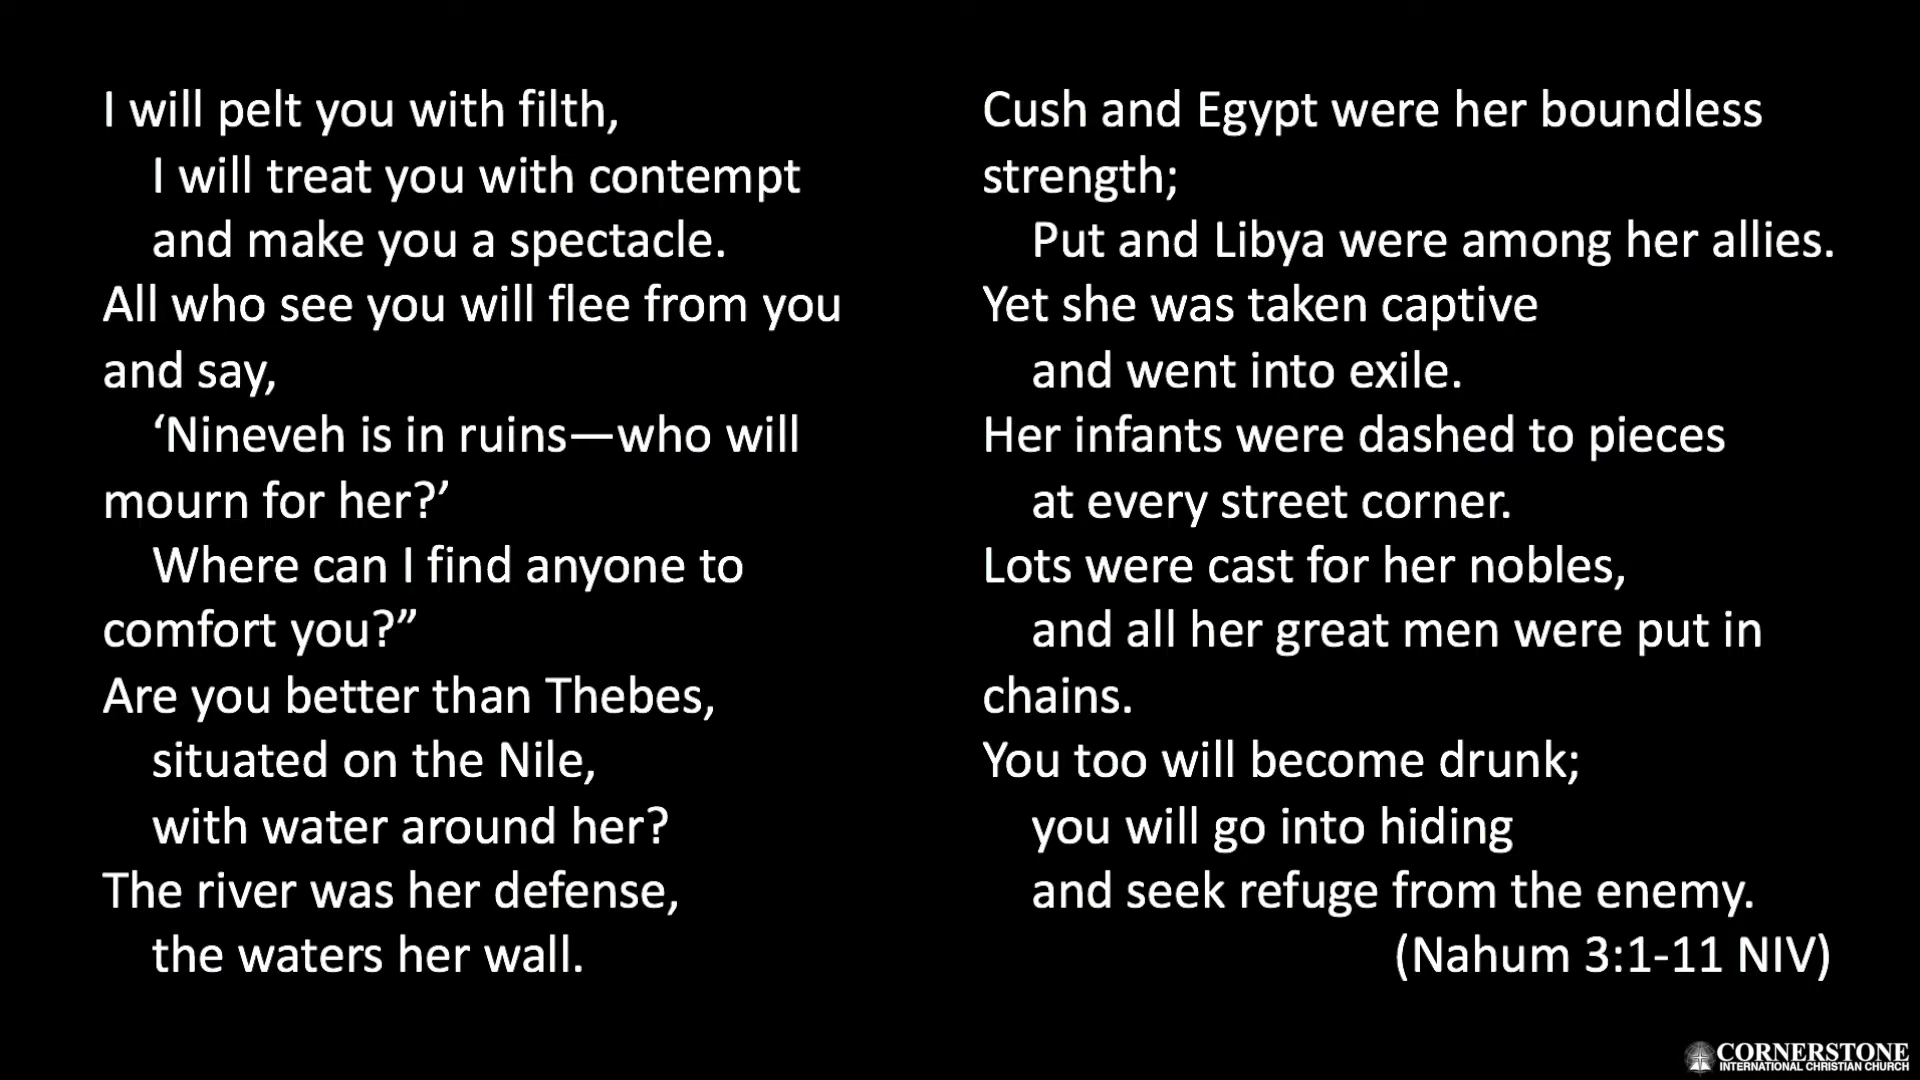 I will pelt you with filth,
I will treat you with contempt
and make you a spectacle.
All who see you will flee from you
and say,
‘Nineveh is in ruins—who will
mourn for her?’
Where can I find anyone to
comfort you?”
Are you better than Thebes,
situated on the Nile,
with water around her?
The river was her defense,
the waters her wall.
Cush and Egypt were her boundless
strength;
Put and Libya were among her allies.
Yet she was taken captive
and went into exile.
Her infants were dashed to pieces
at every street corner.
Lots were cast for her nobles,
and all her great men were put in
chains.
You too will become drunk;
you will go into hiding
and seek refuge from the enemy.
(Nahum 3:1-11 NIV)
CORNERSTONE
INTERNATIONAL CHRISTIAN CHURCH